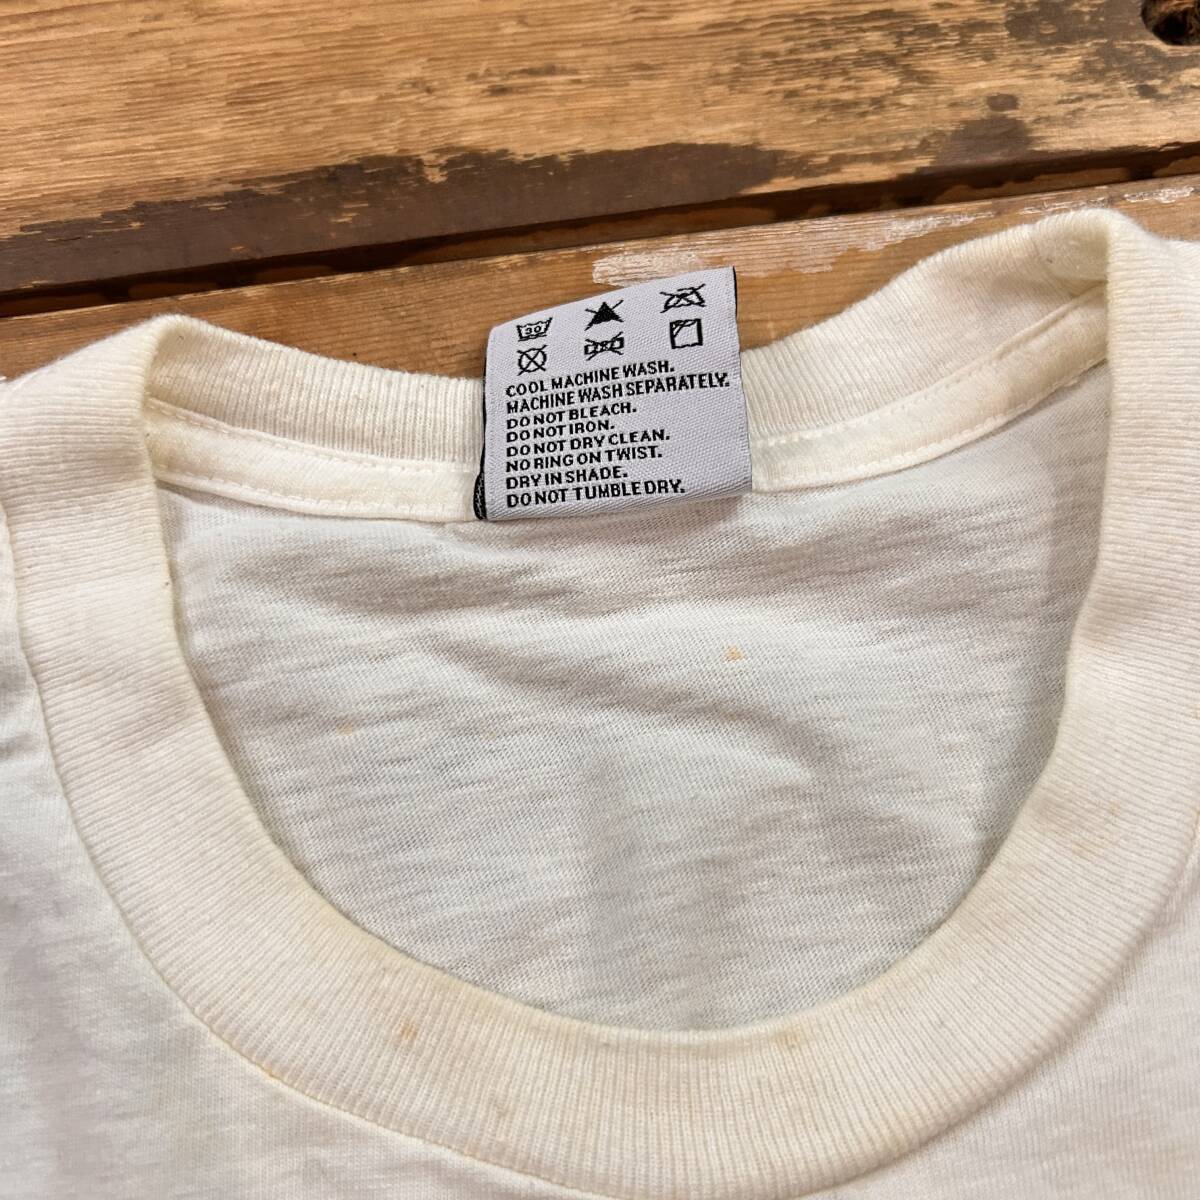 30
COOL MACHINE WASH.
MACHINE WASH SEPARATELY.
DO NOT BLEACH.
DO NOT IRON.
DO NOT DRY CLEAN.
NO RING ON TWIST.
DRY IN SHADE.
DO NOT TUMBLE DRY.